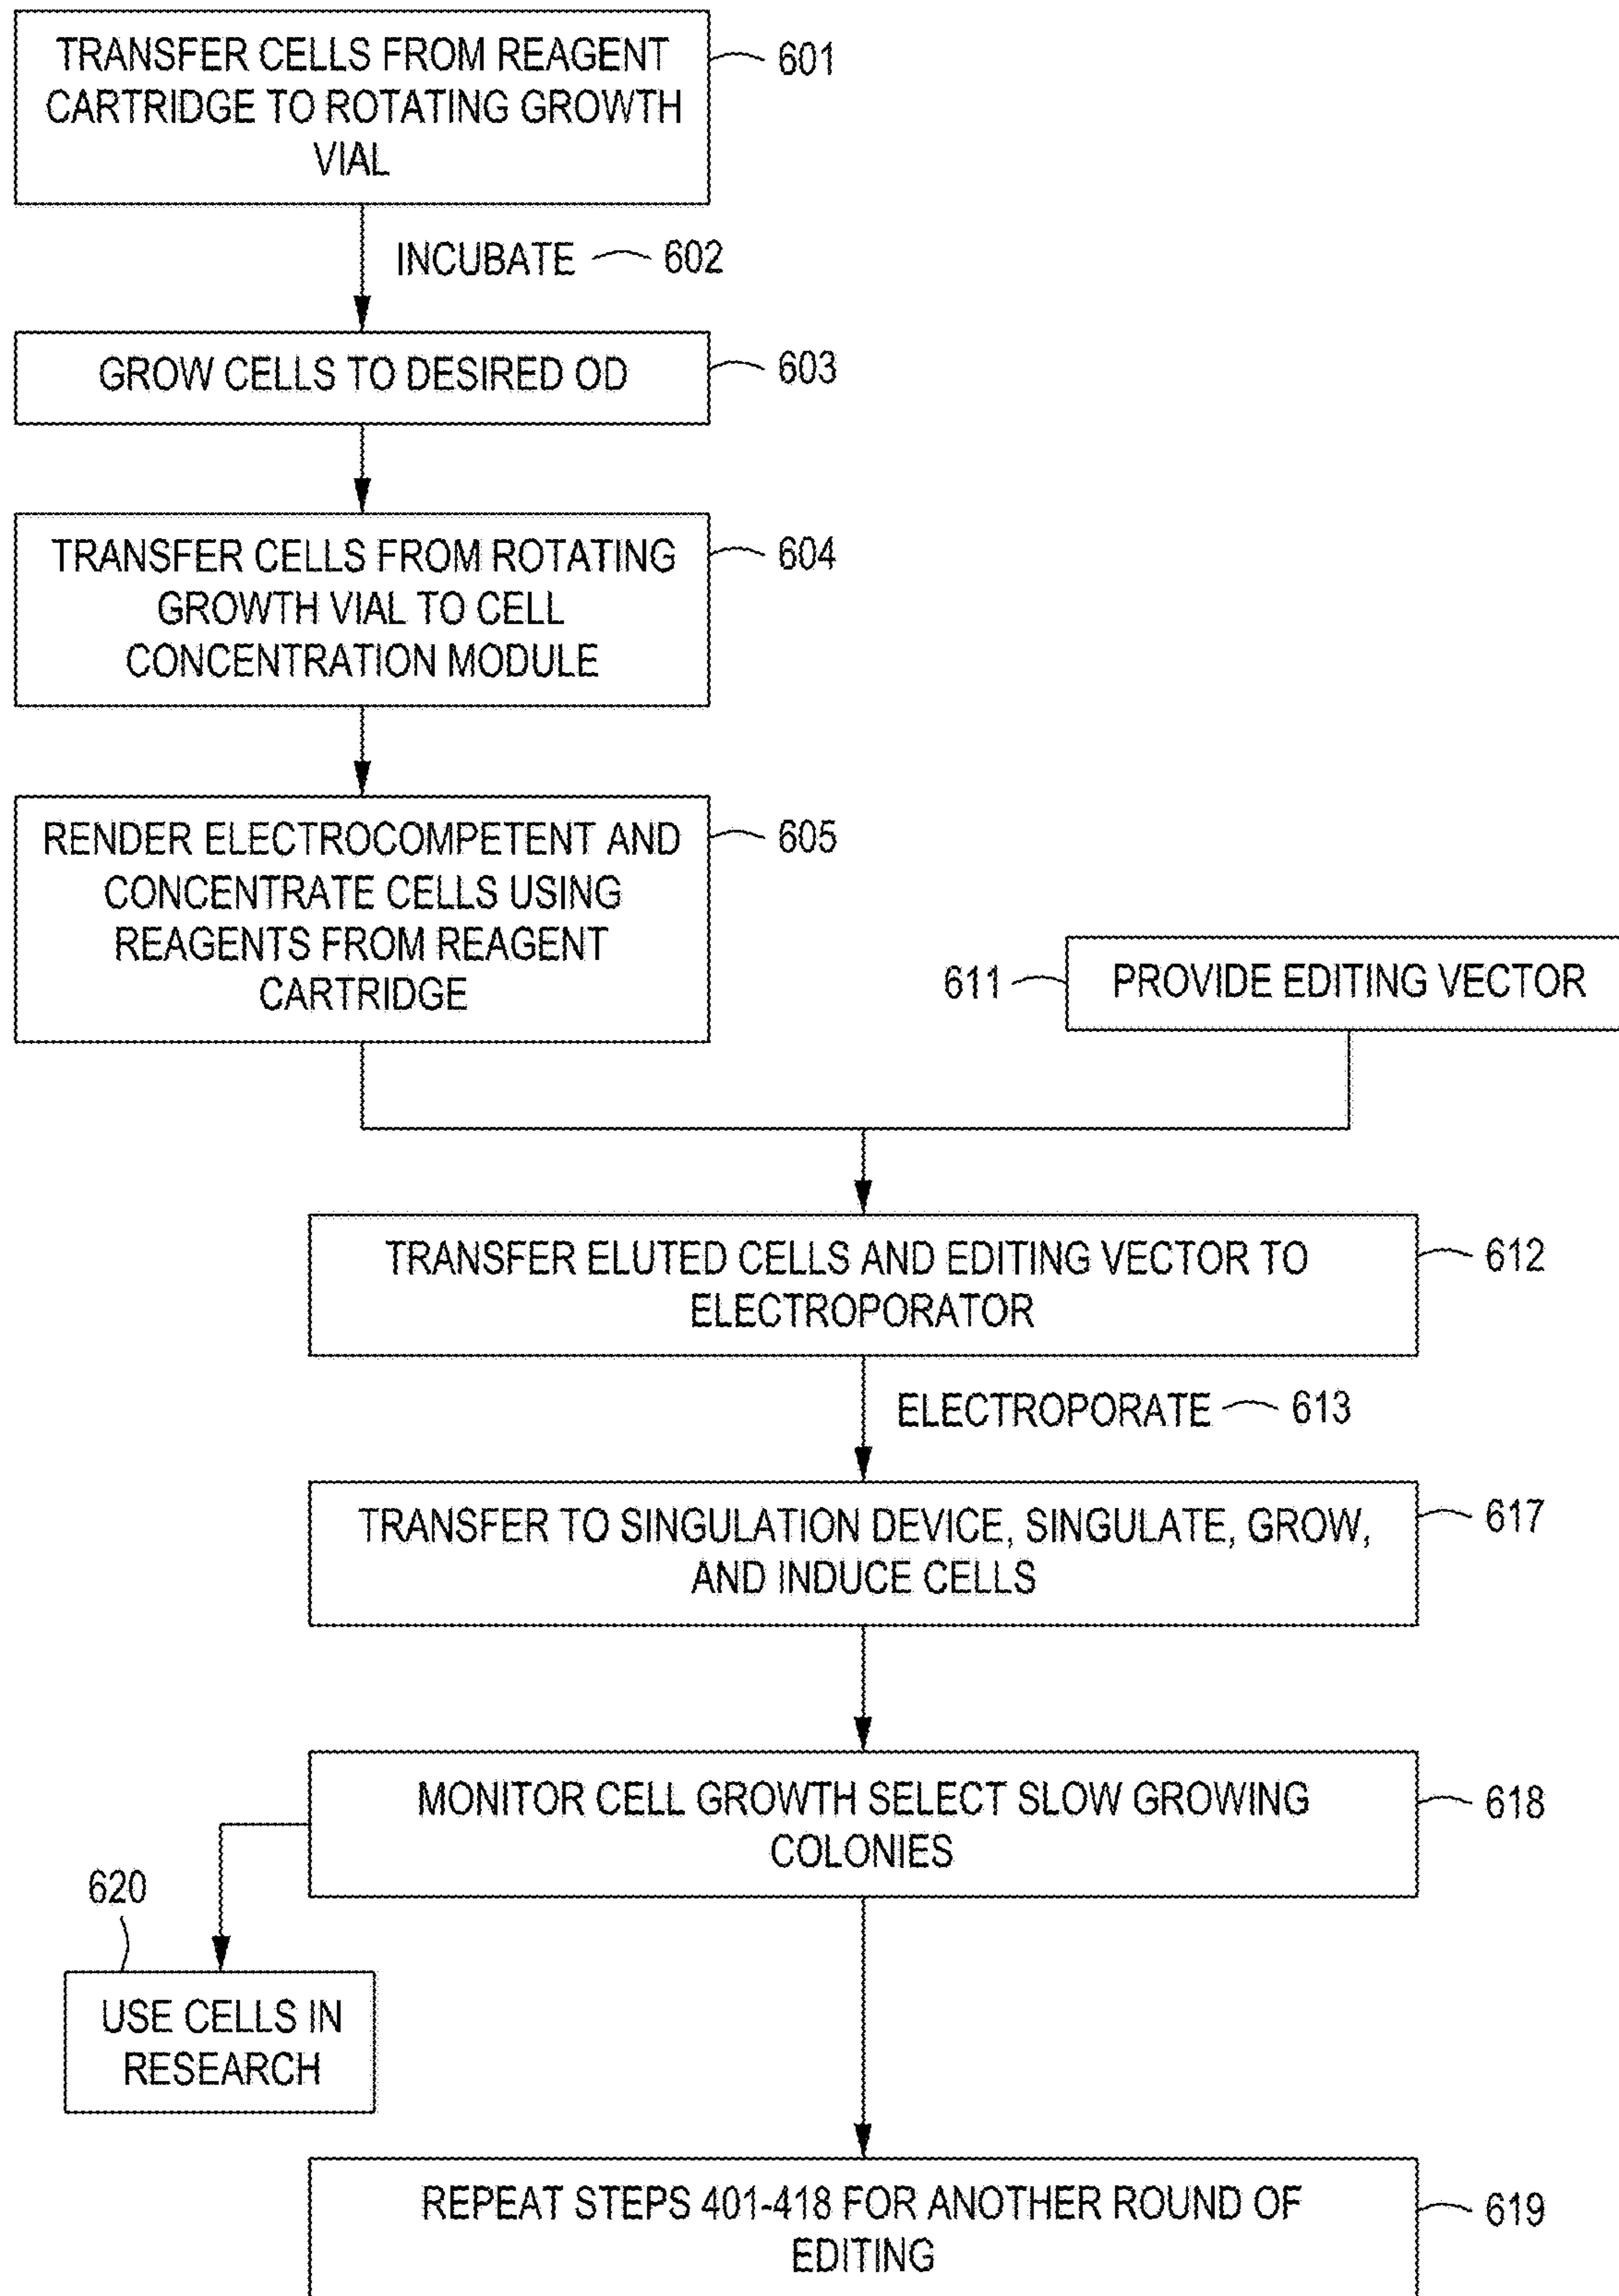 TRANSFER CELLS FROM REAGENT
CARTRIDGE TO ROTATING GROWTH
VIAL
601
INCUBATE 602
GROW CELLS TO DESIRED OD
603
TRANSFER CELLS FROM ROTATING
GROWTH VIAL TO CELL
CONCENTRATION MODULE
604
RENDER ELECTROCOMPETENT AND
CONCENTRATE CELLS USING
REAGENTS FROM REAGENT
CARTRIDGE
605
611
PROVIDE EDITING VECTOR
TRANSFER ELUTED CELLS AND EDITING VECTOR TO
ELECTROPORATOR
612
ELECTROPORATE 613
TRANSFER TO SINGULATION DEVICE, SINGULATE, GROW,
AND INDUCE CELLS
617
MONITOR CELL GROWTH SELECT SLOW GROWING
COLONIES
618
620
USE CELLS IN
RESEARCH
REPEAT STEPS 401-418 FOR ANOTHER ROUND OF
EDITING
619